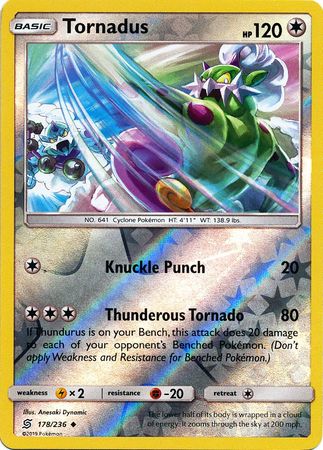 BASIC Tornadus HP 120
NO. 641 Cyclone Pokémon HT: 4'11" WT: 138.9 lbs.
Knuckle Punch 20
Thunderous Tornado 80
If Thundurus is on your Bench, this attack does 20 damage
to each of your opponent's Benched Pokémon. (Don't
apply Weakness and Resistance for Benched Pokémon.)
weakness ×2 resistance -20 retreat
Illus. Anesaki Dynamic
178/236
©2019 Pokémon
The lower half of its body is wrapped in a cloud
of energy. It zooms through the sky at 200 mph.